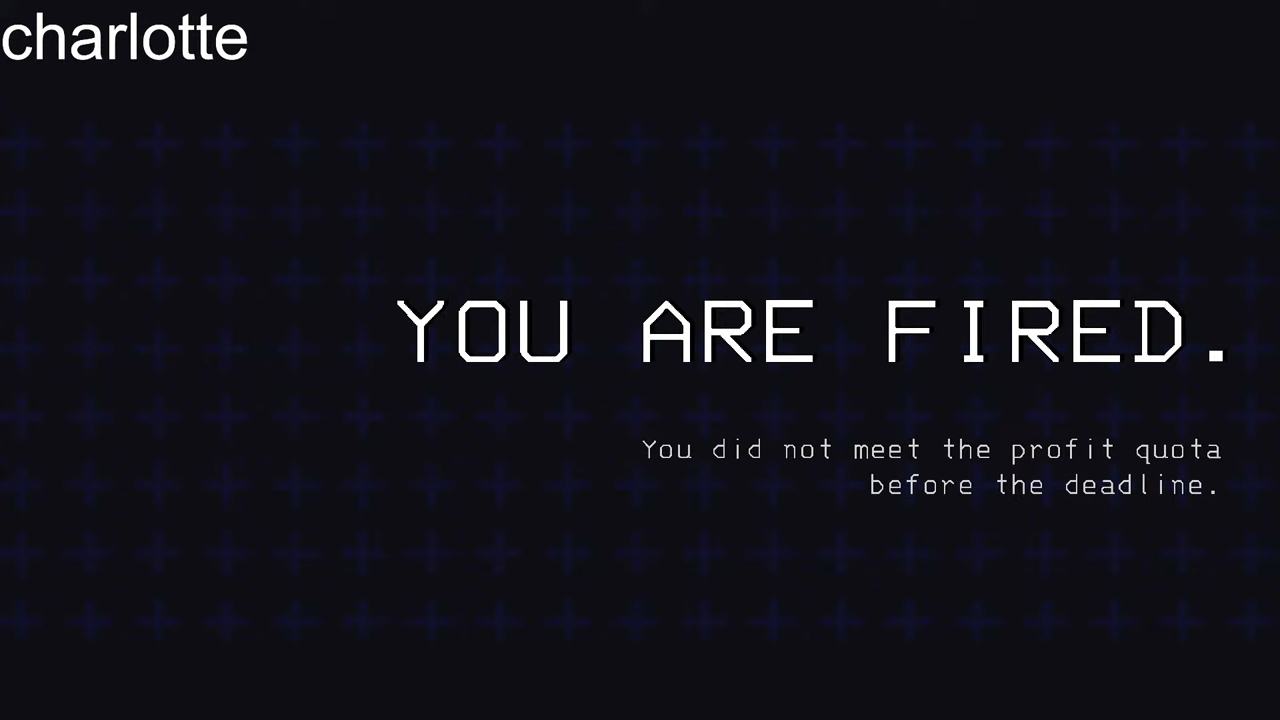 charlotte
YOU ARE FIRED.
You did not meet the profit quota
before the deadline.